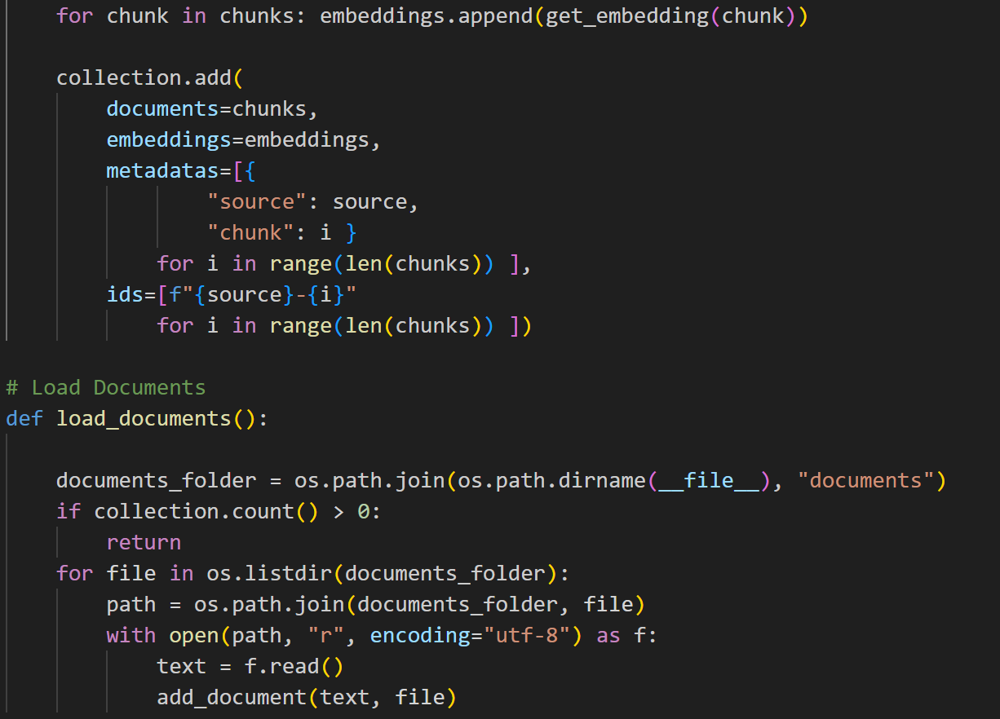 for chunk in chunks: embeddings.append(get_embedding(chunk))
collection.add(
documents=chunks,
embeddings=embeddings,
metadatas=[{
"source": source,
"chunk": i }
for i in range(len(chunks)) ],
ids=[f"{source}-{i}"
for i in range(len(chunks)) ])
# Load Documents
def load_documents():
documents_folder = os.path.join(os.path.dirname(__file__), "documents")
if collection.count() > 0:
return
for file in os.listdir(documents_folder):
path = os.path.join(documents_folder, file)
with open(path, "r", encoding="utf-8") as f:
text = f.read()
add_document(text, file)